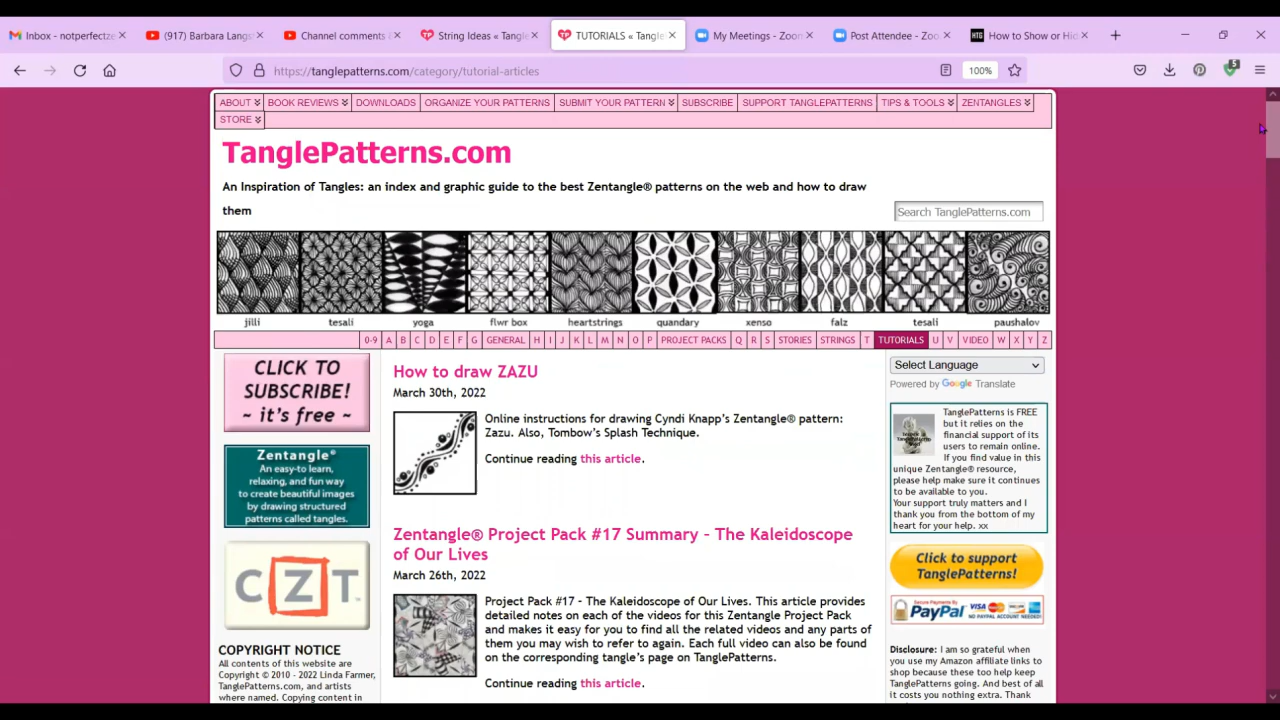 Inbox - notperfectze
(917) Barbara Langs
Channel comments &
String Ideas « Tangle
TUTORIALS « Tangle
My Meetings - Zoom
Post Attendee - Zoo
HTG How to Show or Hi
https://tanglepatterns.com/category/tutorial-articles
100%
5
ABOUT BOOK REVIEWS DOWNLOADS ORGANIZE YOUR PATTERNS SUBMIT YOUR PATTERN SUBSCRIBE SUPPORT TANGLEPATTERNS TIPS & TOOLS ZENTANGLES
STORE
TanglePatterns.com
An Inspiration of Tangles: an index and graphic guide to the best Zentangle® patterns on the web and how to draw
them
Search TanglePatterns.com
jilli tesali yoga flwr box heartstrings quandary xenso falz tesali paushalov
0-9 A B C D E F G GENERAL H I J K L M N O P PROJECT PACKS Q R S STORIES STRINGS T TUTORIALS U V VIDEO W X Y Z
CLICK TO
SUBSCRIBE!
~ it's free ~
Zentangle®
An easy-to learn,
relaxing, and fun way
to create beautiful images
by drawing structured
patterns called tangles.
CZT
COPYRIGHT NOTICE
All contents of this website are
Copyright © 2010 - 2022 Linda Farmer,
TanglePatterns.com, and artists
where named. Copying content in
How to draw ZAZU
March 30th, 2022
Online instructions for drawing Cyndi Knapp's Zentangle® pattern:
Zazu. Also, Tombow's Splash Technique.
Continue reading this article.
Zentangle® Project Pack #17 Summary – The Kaleidoscope
of Our Lives
March 26th, 2022
Project Pack #17 – The Kaleidoscope of Our Lives. This article provides
detailed notes on each of the videos for this Zentangle Project Pack
and makes it easy for you to find all the related videos and any parts of
them you may wish to refer to again. Each full video can also be found
on the corresponding tangle's page on TanglePatterns.
Continue reading this article.
Select Language
Powered by Google Translate
TanglePatterns is FREE
but it relies on the
financial support of its
users to remain online.
If you find value in this
unique Zentangle® resource,
please help make sure it continues
to be available to you.
Your support truly matters and I
thank you from the bottom of my
heart for your help. xx
Click to support
TanglePatterns!
Secure Payments By
PayPal VISA
NO PAYPAL ACCOUNT NEEDED!
Disclosure: I am so grateful when
you use my Amazon affiliate links to
shop because these too help keep
TanglePatterns going. And best of all
it costs you nothing extra. Thank